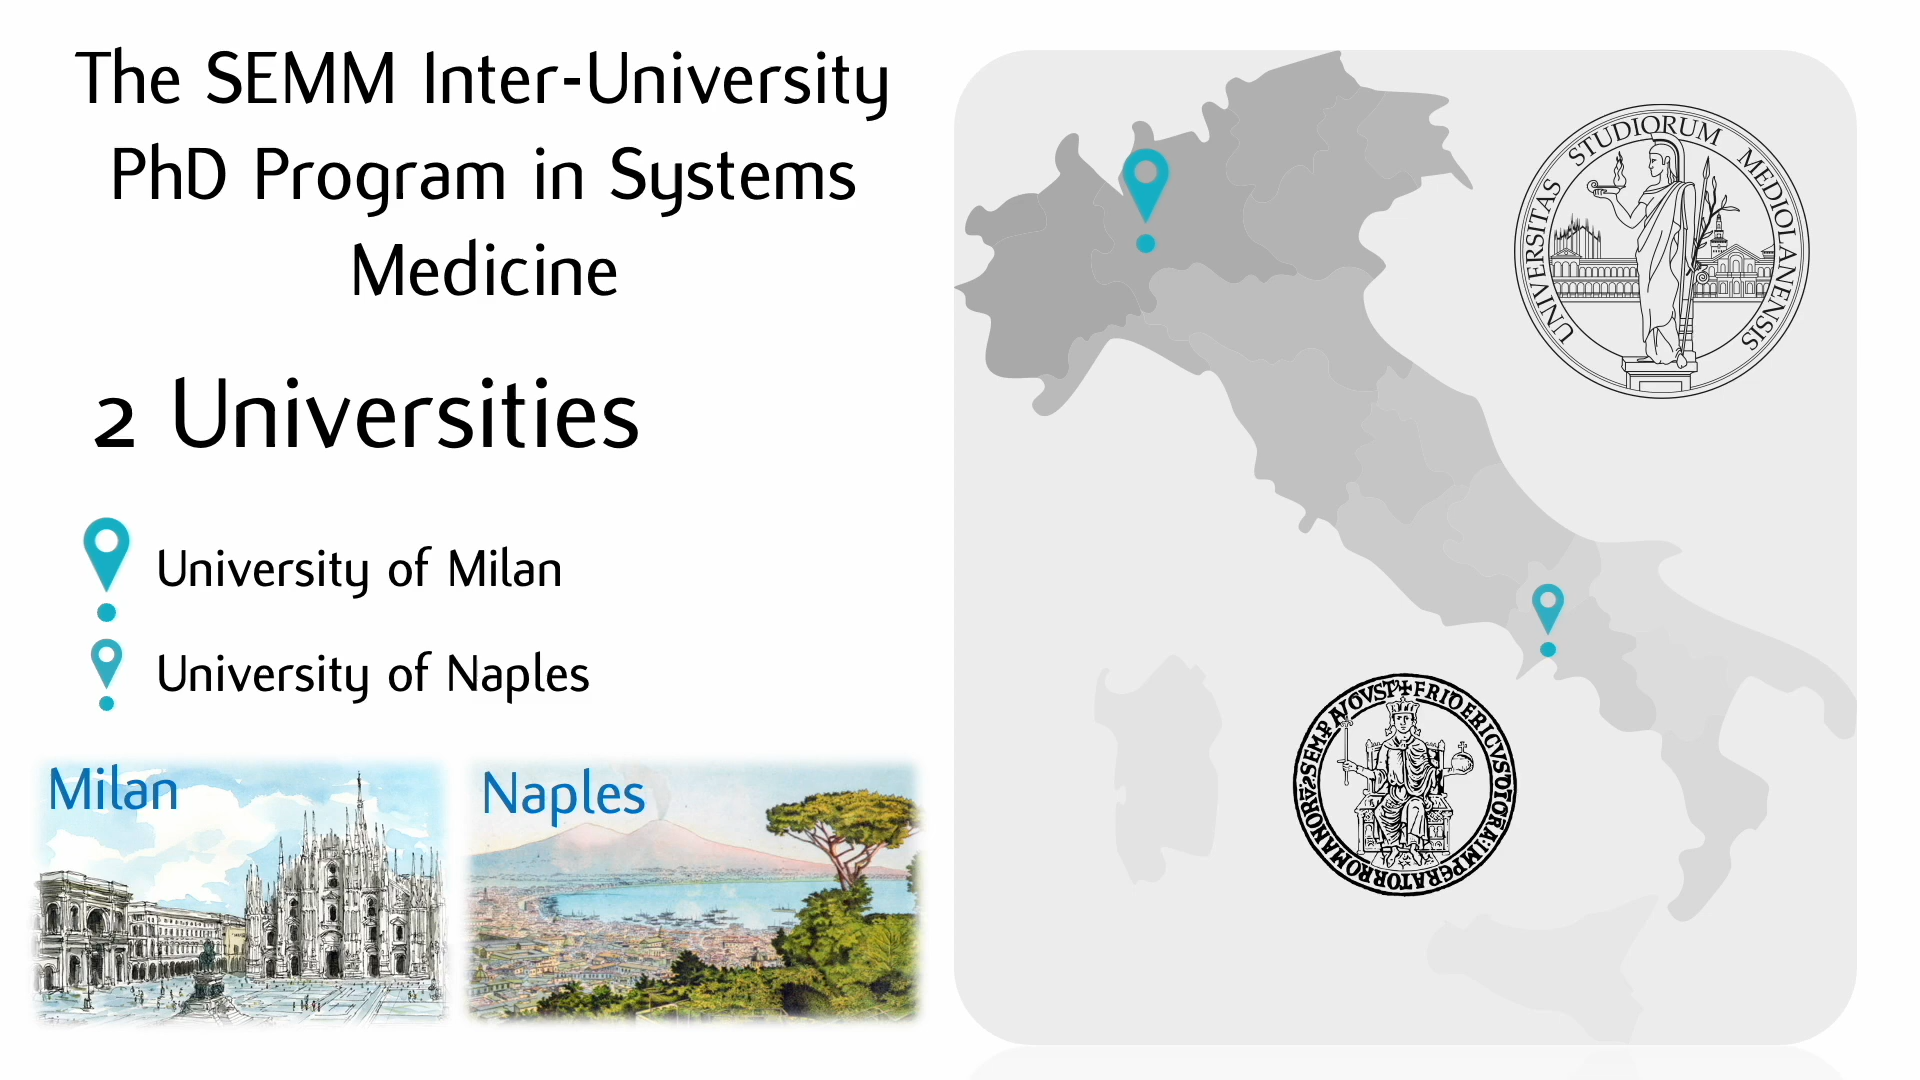 The SEMM Inter-University
PhD Program in Systems
Medicine
2 Universities
University of Milan
University of Naples
Milan
Naples
UNIVERSITAS STUDIORUM MEDIOLANENSIS